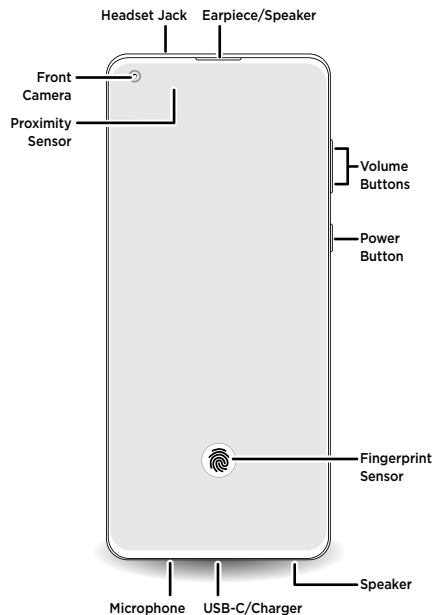 Headset Jack
Earpiece/Speaker
Front
Camera
Proximity
Sensor
Volume
Buttons
Power
Button
Fingerprint
Sensor
Speaker
Microphone
USB-C/Charger